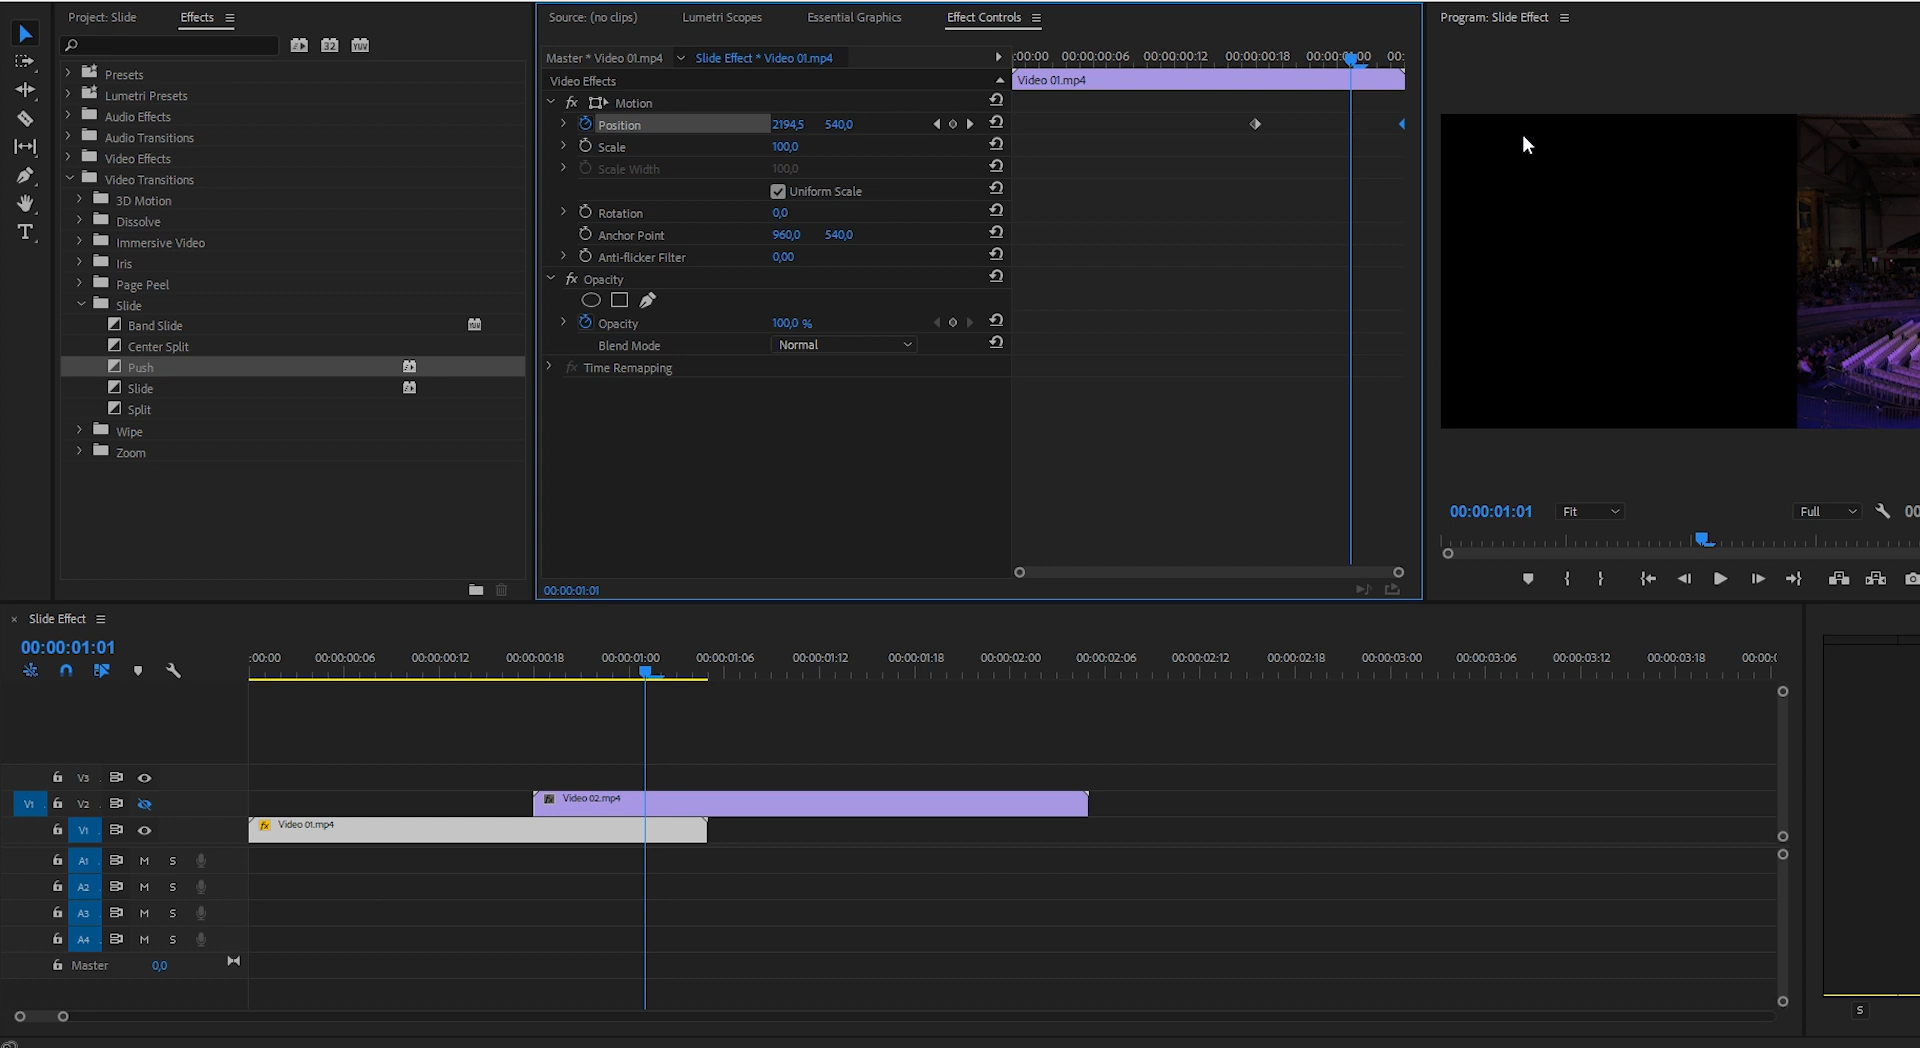 Project: Slide
Effects
Source: (no clips)
Lumetri Scopes
Essential Graphics
Effect Controls
Program: Slide Effect
32
YUV
Master * Video 01.mp4
Slide Effect * Video 01.mp4
:00:00
00:00:00:06
00:00:00:12
00:00:00:18
00:00:01:00
00:
Video Effects
Video 01.mp4
fx Motion
Position 2194,5 540,0
Scale 100,0
Scale Width 100,0
Uniform Scale
Rotation 0,0
Anchor Point 960,0 540,0
Anti-flicker Filter 0,00
fx Opacity
Opacity 100,0 %
Blend Mode Normal
fx Time Remapping
00:00:01:01
Presets
Lumetri Presets
Audio Effects
Audio Transitions
Video Effects
Video Transitions
3D Motion
Dissolve
Immersive Video
Iris
Page Peel
Slide
Band Slide
Center Split
Push
Slide
Split
Wipe
Zoom
T
00:00:01:01
Fit
Full
00
Slide Effect
00:00:01:01
:00:00
00:00:00:06
00:00:00:12
00:00:00:18
00:00:01:00
00:00:01:06
00:00:01:12
00:00:01:18
00:00:02:00
00:00:02:06
00:00:02:12
00:00:02:18
00:00:03:00
00:00:03:06
00:00:03:12
00:00:03:18
00:00:0
V3
V1 V2
fx Video 02.mp4
V1
fx Video 01.mp4
A1 M S
A2 M S
A3 M S
A4 M S
Master 0,0
S